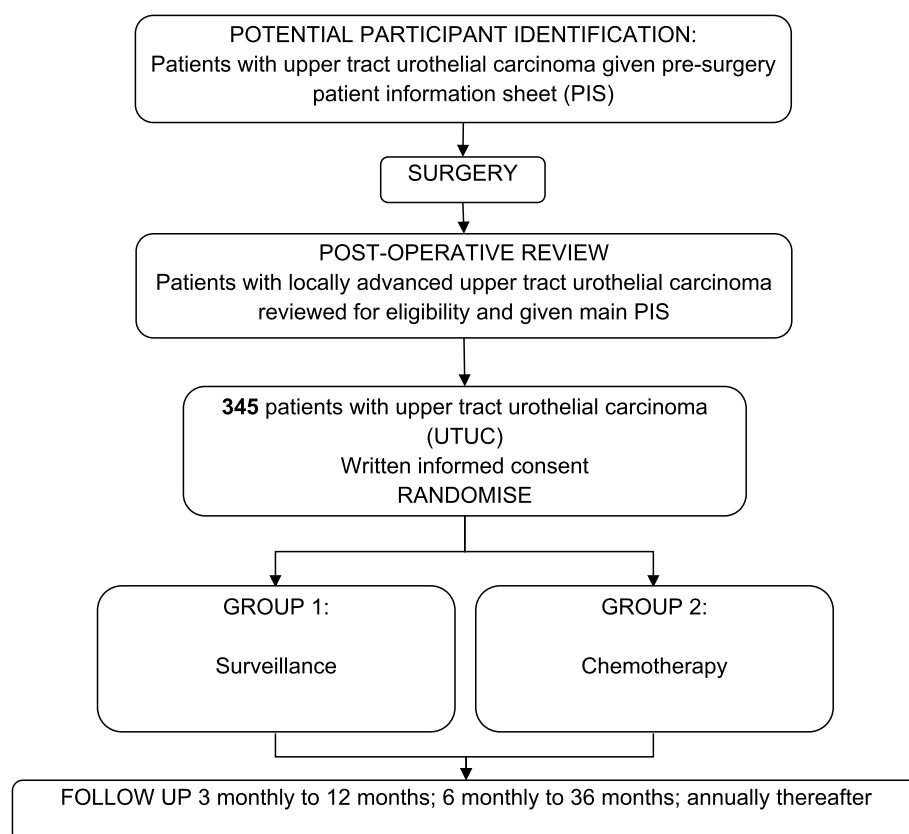 POTENTIAL PARTICIPANT IDENTIFICATION:
Patients with upper tract urothelial carcinoma given pre-surgery
patient information sheet (PIS)
SURGERY
POST-OPERATIVE REVIEW
Patients with locally advanced upper tract urothelial carcinoma
reviewed for eligibility and given main PIS
345 patients with upper tract urothelial carcinoma
(UTUC)
Written informed consent
RANDOMISE
GROUP 1:
Surveillance
GROUP 2:
Chemotherapy
FOLLOW UP 3 monthly to 12 months; 6 monthly to 36 months; annually thereafter